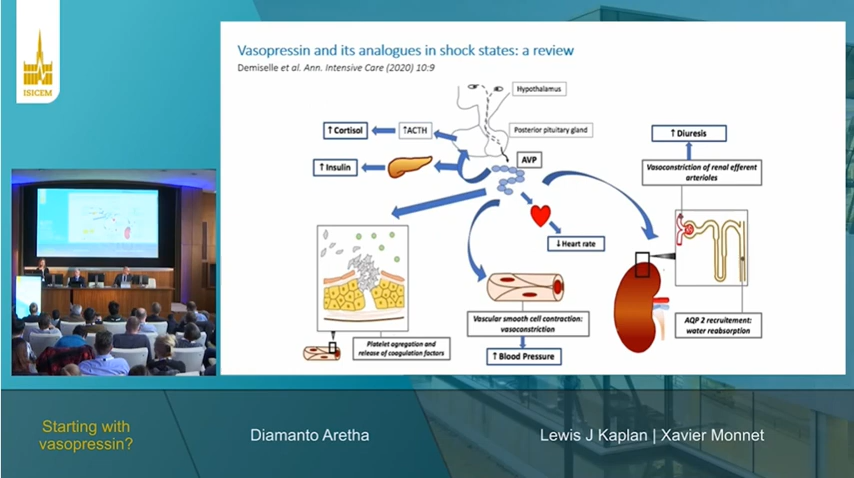 ISICEM
Vasopressin and its analogues in shock states: a review
Demiselle et al. Ann. Intensive Care (2020) 10:9
Hypothalamus
↑ Cortisol
↑ACTH
Posterior pituitary gland
↑ Insulin
AVP
↑ Diuresis
Vasoconstriction of renal efferent
arterioles
↓ Heart rate
Platelet agregation and
release of coagulation factors
Vascular smooth cell contraction:
vasoconstriction
↑ Blood Pressure
AQP 2 recruitement:
water reabsorption
Starting with
vasopressin?
Diamanto Aretha
Lewis J Kaplan | Xavier Monnet